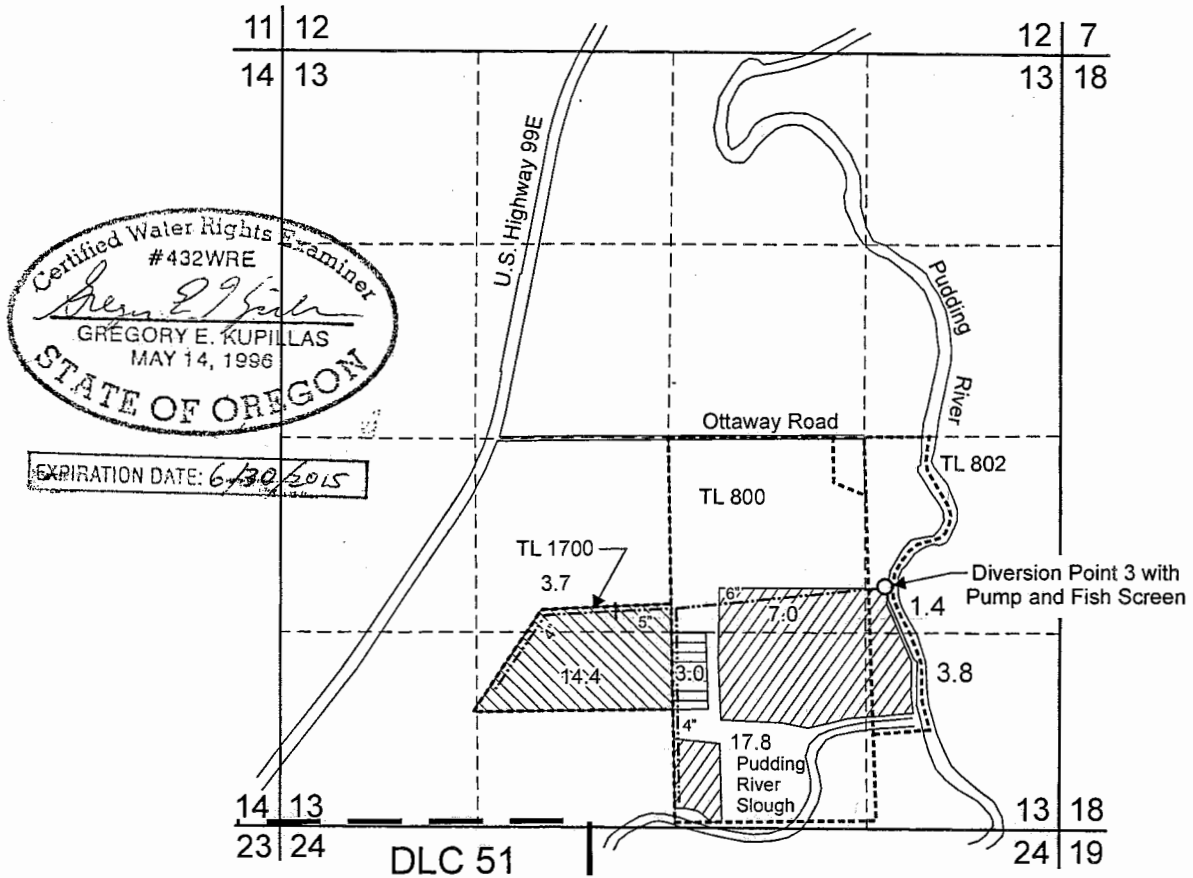 11 12
12 7
14 13
13 18
U.S. Highway 99E
Certified Water Rights Examiner
#432WRE
GREGORY E. KUPILLAS
MAY 14, 1996
STATE OF OREGON
EXPIRATION DATE: 6/30/2015
Pudding
River
Ottaway Road
TL 802
TL 800
TL 1700
3.7
Diversion Point 3 with
Pump and Fish Screen
6"
7.0
1.4
5"
4"
14.4
3.0
3.8
4"
17.8
Pudding
River
Slough
14 13
13 18
23 24
24 19
DLC 51